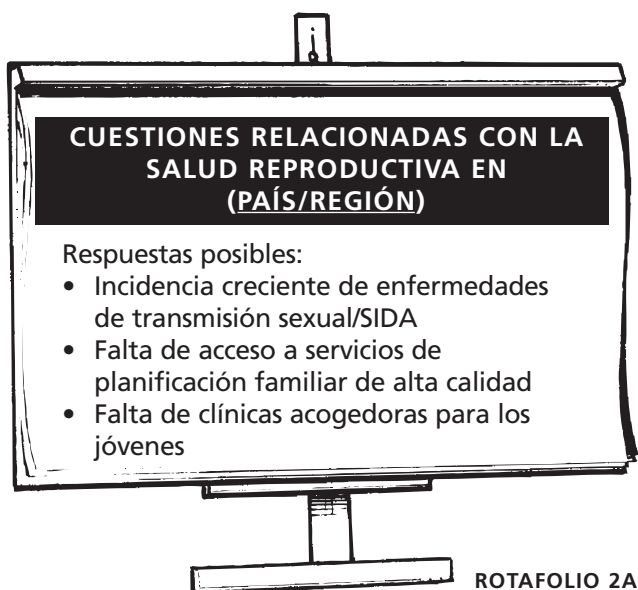 CUESTIONES RELACIONADAS CON LA
SALUD REPRODUCTIVA EN
(PAÍS/REGIÓN)
Respuestas posibles:
• Incidencia creciente de enfermedades
de transmisión sexual/SIDA
• Falta de acceso a servicios de
planificación familiar de alta calidad
• Falta de clínicas acogedoras para los
jóvenes
ROTAFOLIO 2A